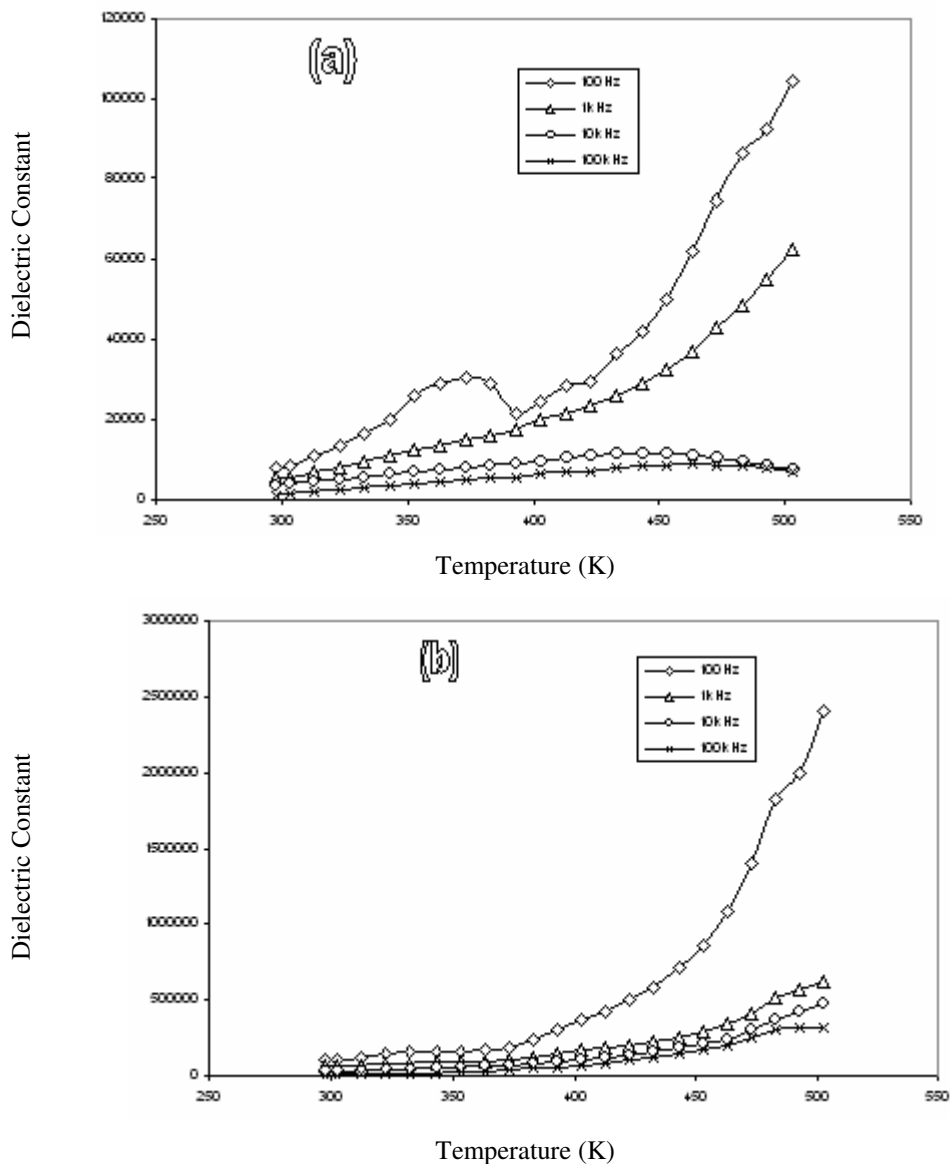 (a)
120000
100000
80000
60000
40000
20000
0
250 300 350 400 450 500 550
100 Hz
1k Hz
10k Hz
100k Hz
Dielectric Constant
Temperature (K)
(b)
3000000
2500000
2000000
1500000
1000000
500000
0
250 300 350 400 450 500 550
100 Hz
1k Hz
10k Hz
100k Hz
Dielectric Constant
Temperature (K)